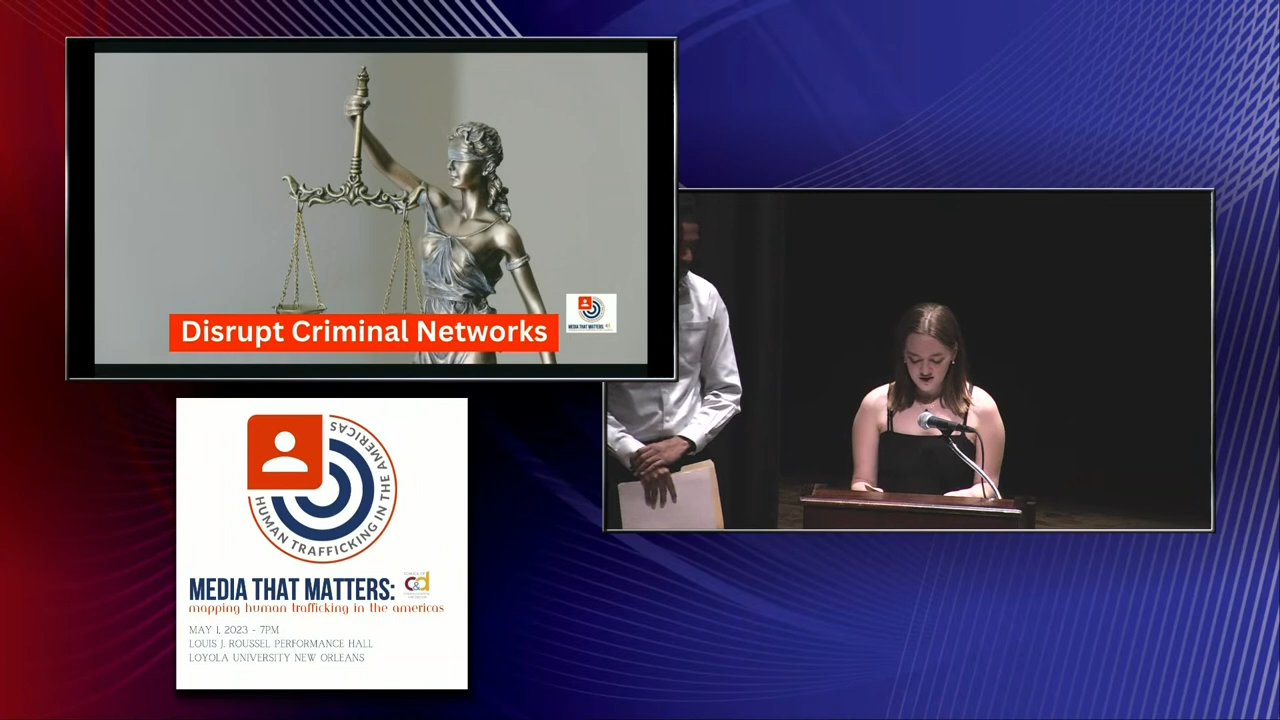 Disrupt Criminal Networks
MEDIA THAT MATTERS:
HUMAN TRAFFICKING IN THE AMERICAS
MEDIA THAT MATTERS:
c&d
mapping human trafficking in the americas
MAY 1, 2023 - 7PM
LOUIS J. ROUSSEL PERFORMANCE HALL
LOYOLA UNIVERSITY NEW ORLEANS